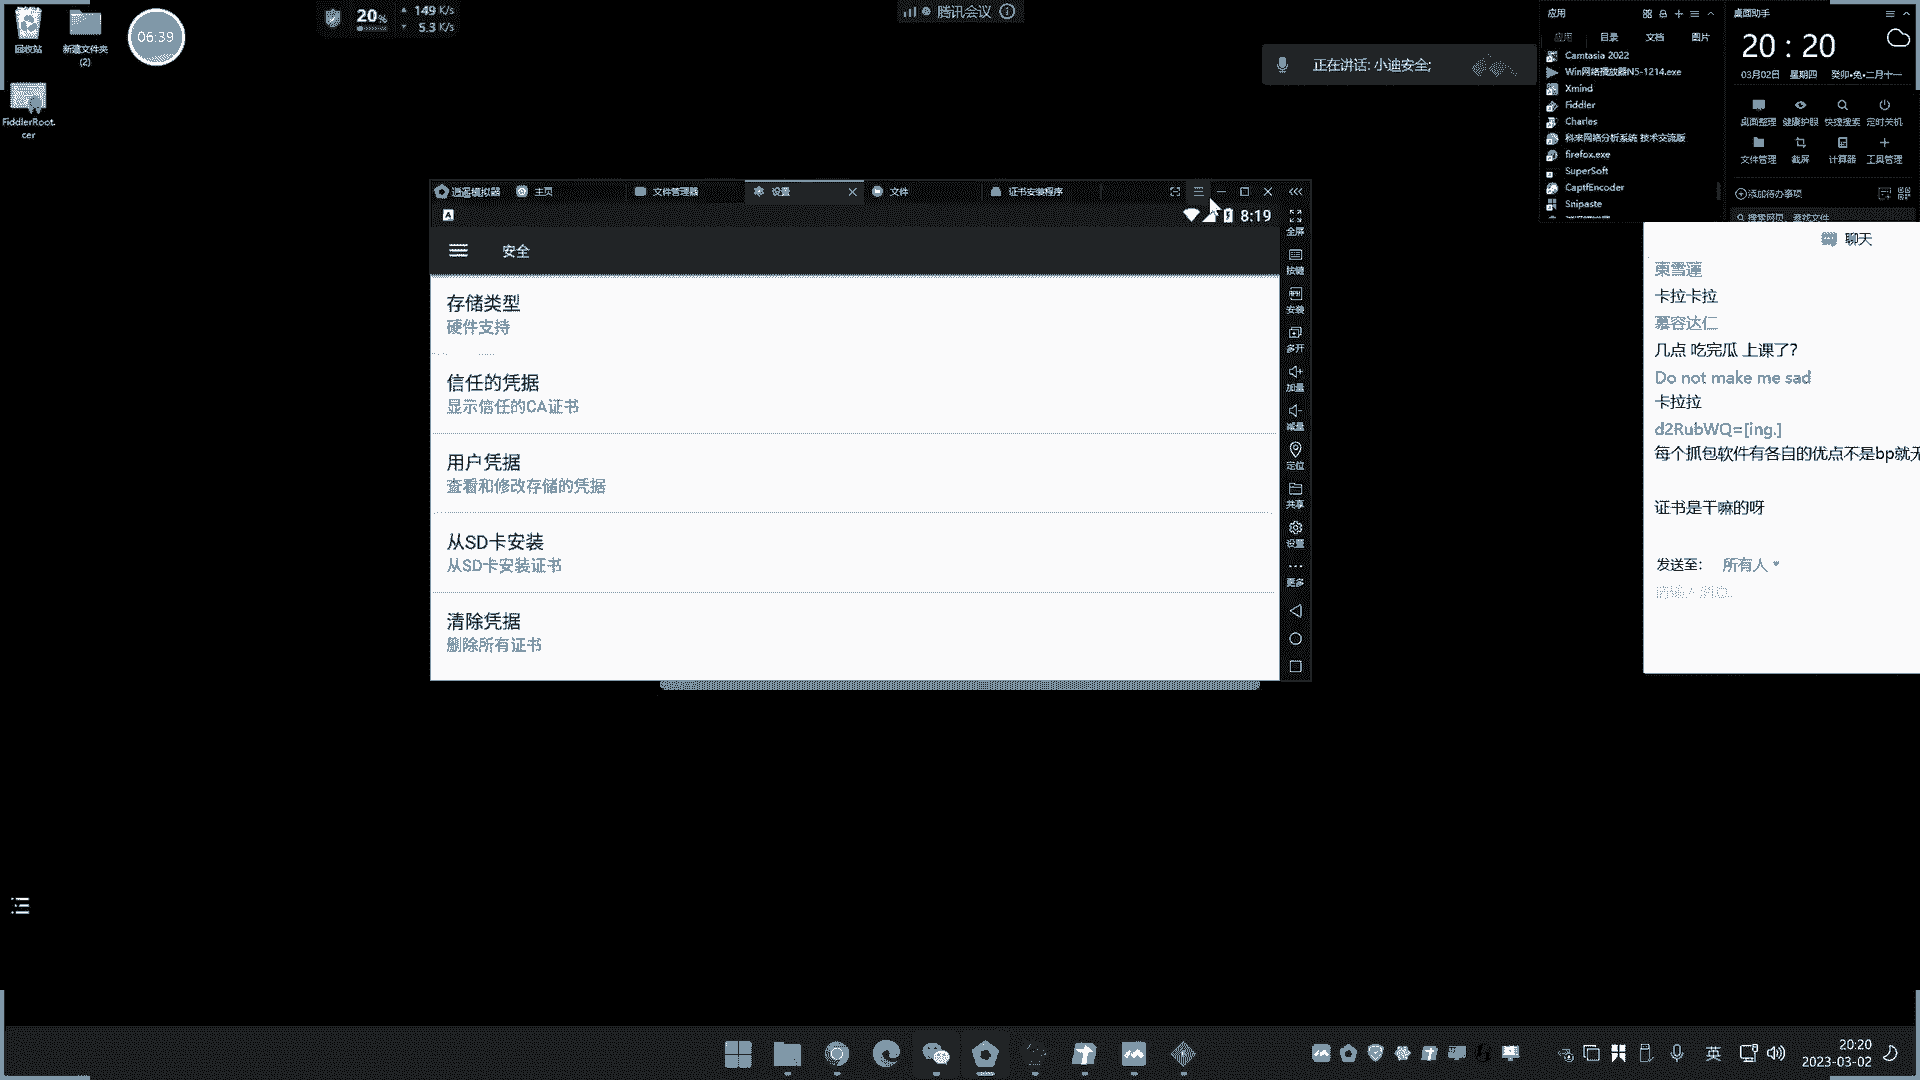 回收站
新建文件夹
(2)
06:39
FiddlerRoot.
cer
20%
149 K/s
5.3 K/s
腾讯会议
正在讲话: 小迪安全;
应用
应用 目录 文档 图片
Camtasia 2022
Win网络播放器N5-1214.exe
Xmind
Fiddler
Charles
科来网络分析系统 技术交流版
firefox.exe
SuperSoft
CaptfEncoder
Snipaste
桌面助手
20 : 20
03月02日 星期四 癸卯•兔•二月十一
桌面整理 健康护眼 快捷搜索 定时关机
文件管理 截屏 计算器 工具管理
添加待办事项
搜索网页、查找文件
逍遥模拟器 主页 文件管理器 设置 文件 证书安装程序
8:19
安全
存储类型
硬件支持
信任的凭据
显示信任的CA证书
用户凭据
查看和修改存储的凭据
从SD卡安装
从SD卡安装证书
清除凭据
删除所有证书
全屏
按键
安装
多开
加量
减量
定位
共享
设置
更多
聊天
卡拉卡拉
慕容达仁
几点 吃完瓜 上课了?
Do not make me sad
卡拉拉
d2RubWQ=[ing.]
每个抓包软件有各自的优点不是bp就无
证书是干嘛的呀
发送至: 所有人
英
20:20
2023-03-02